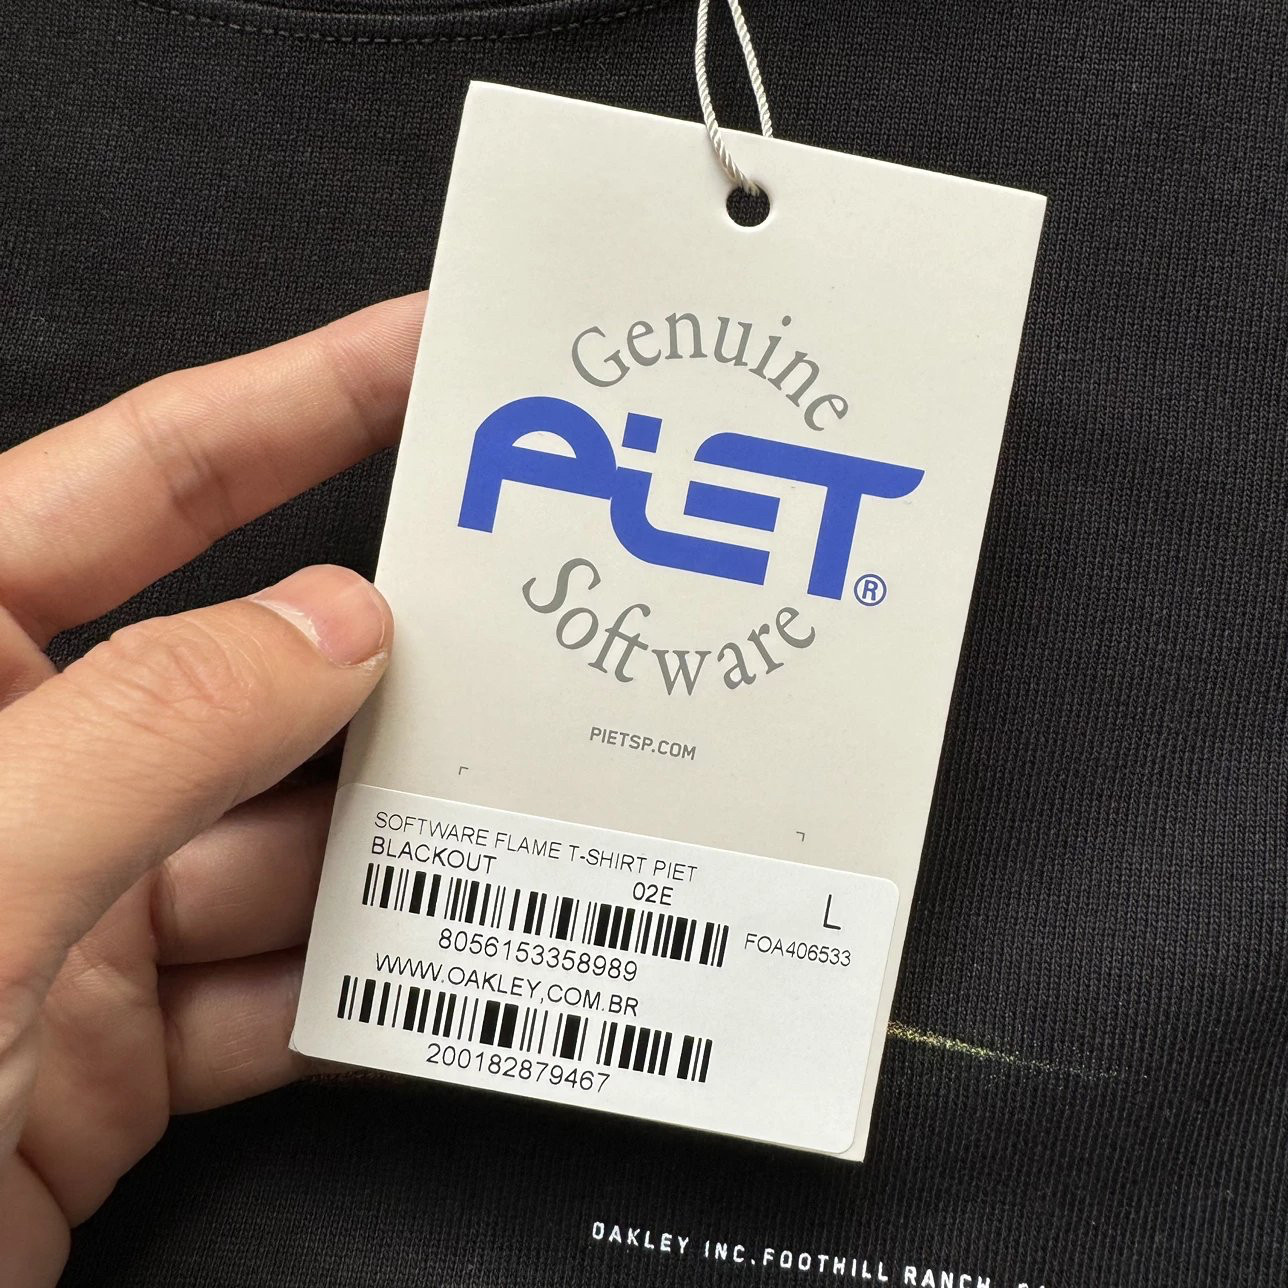 Genuine
PIET®
Software
PIETSP.COM
SOFTWARE FLAME T-SHIRT PIET
BLACKOUT 02E L
8056153358989 FOA406533
WWW.OAKLEY,COM.BR
200182879467
OAKLEY INC.FOOTHILL RANCH